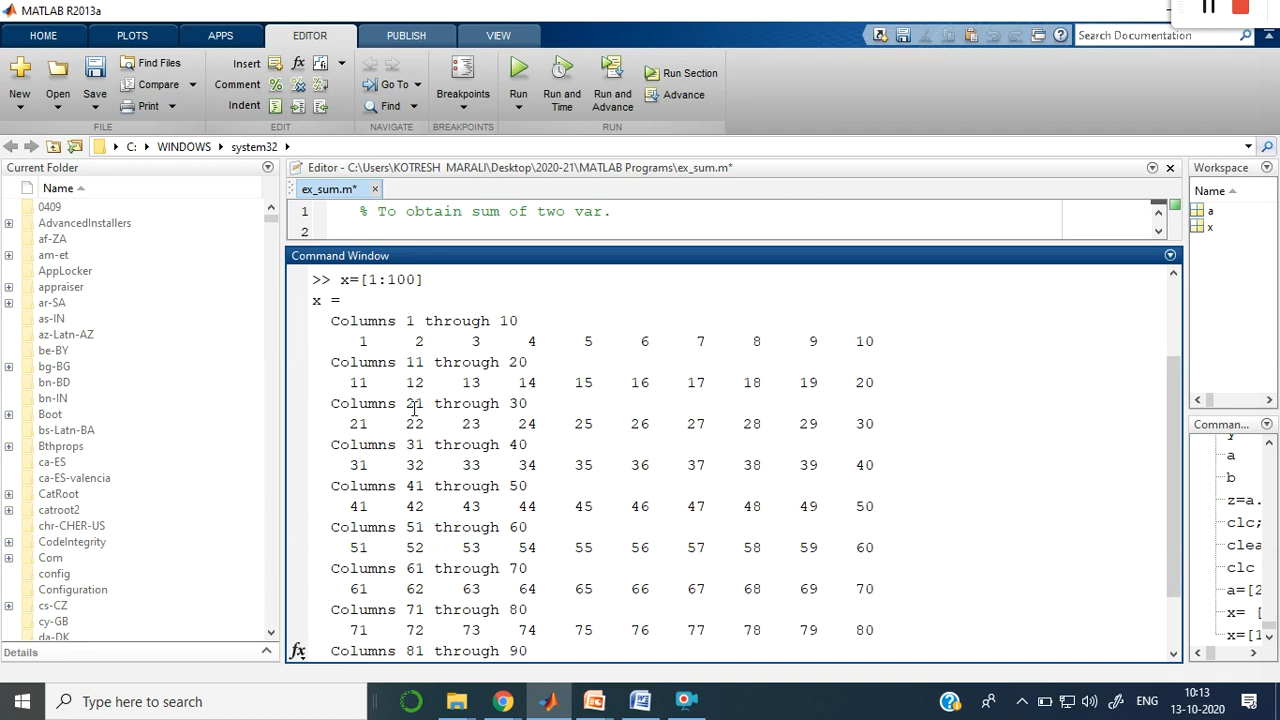 MATLAB R2013a
HOME PLOTS APPS EDITOR PUBLISH VIEW
Search Documentation
New Open Save Find Files Compare Print
Insert Comment Indent
Go To Find
Breakpoints
Run Run and Time Run and Advance Run Section Advance
FILE EDIT NAVIGATE BREAKPOINTS RUN
C: WINDOWS system32
Current Folder
Name
0409
AdvancedInstallers
af-ZA
am-et
AppLocker
appraiser
ar-SA
as-IN
az-Latn-AZ
be-BY
bg-BG
bn-BD
bn-IN
Boot
bs-Latn-BA
Bthprops
ca-ES
ca-ES-valencia
CatRoot
catroot2
chr-CHER-US
CodeIntegrity
Com
config
Configuration
cs-CZ
cy-GB
da-DK
Details
Editor - C:\Users\KOTRESH MARALI\Desktop\2020-21\MATLAB Programs\ex_sum.m*
ex_sum.m*
1 % To obtain sum of two var.
2
Command Window
>> x=[1:100]
x =
Columns 1 through 10
1 2 3 4 5 6 7 8 9 10
Columns 11 through 20
11 12 13 14 15 16 17 18 19 20
Columns 21 through 30
21 22 23 24 25 26 27 28 29 30
Columns 31 through 40
31 32 33 34 35 36 37 38 39 40
Columns 41 through 50
41 42 43 44 45 46 47 48 49 50
Columns 51 through 60
51 52 53 54 55 56 57 58 59 60
Columns 61 through 70
61 62 63 64 65 66 67 68 69 70
Columns 71 through 80
71 72 73 74 75 76 77 78 79 80
Columns 81 through 90
fx
Workspace
Name
a
x
Comman...
y
a
b
z=a.
clc;
clea
clc
a=[2
x= [
x=[1
Type here to search
ENG
10:13
13-10-2020